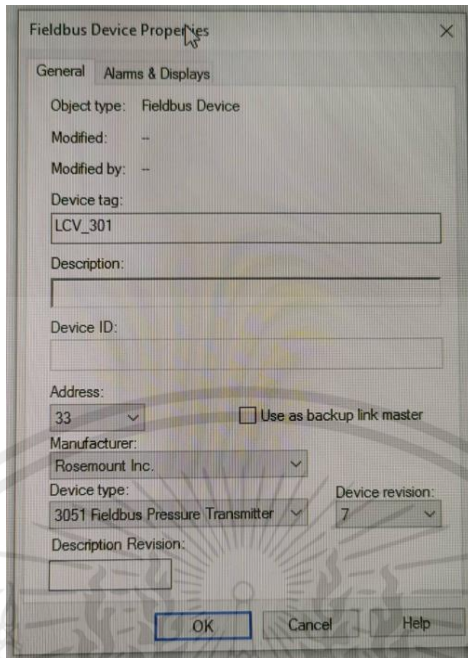 Fieldbus Device Properties
General Alarms & Displays
Object type: Fieldbus Device
Modified: --
Modified by: --
Device tag:
LCV_301
Description:
Device ID:
Address:
33 Use as backup link master
Manufacturer:
Rosemount Inc.
Device type: Device revision:
3051 Fieldbus Pressure Transmitter 7
Description Revision:
OK Cancel Help